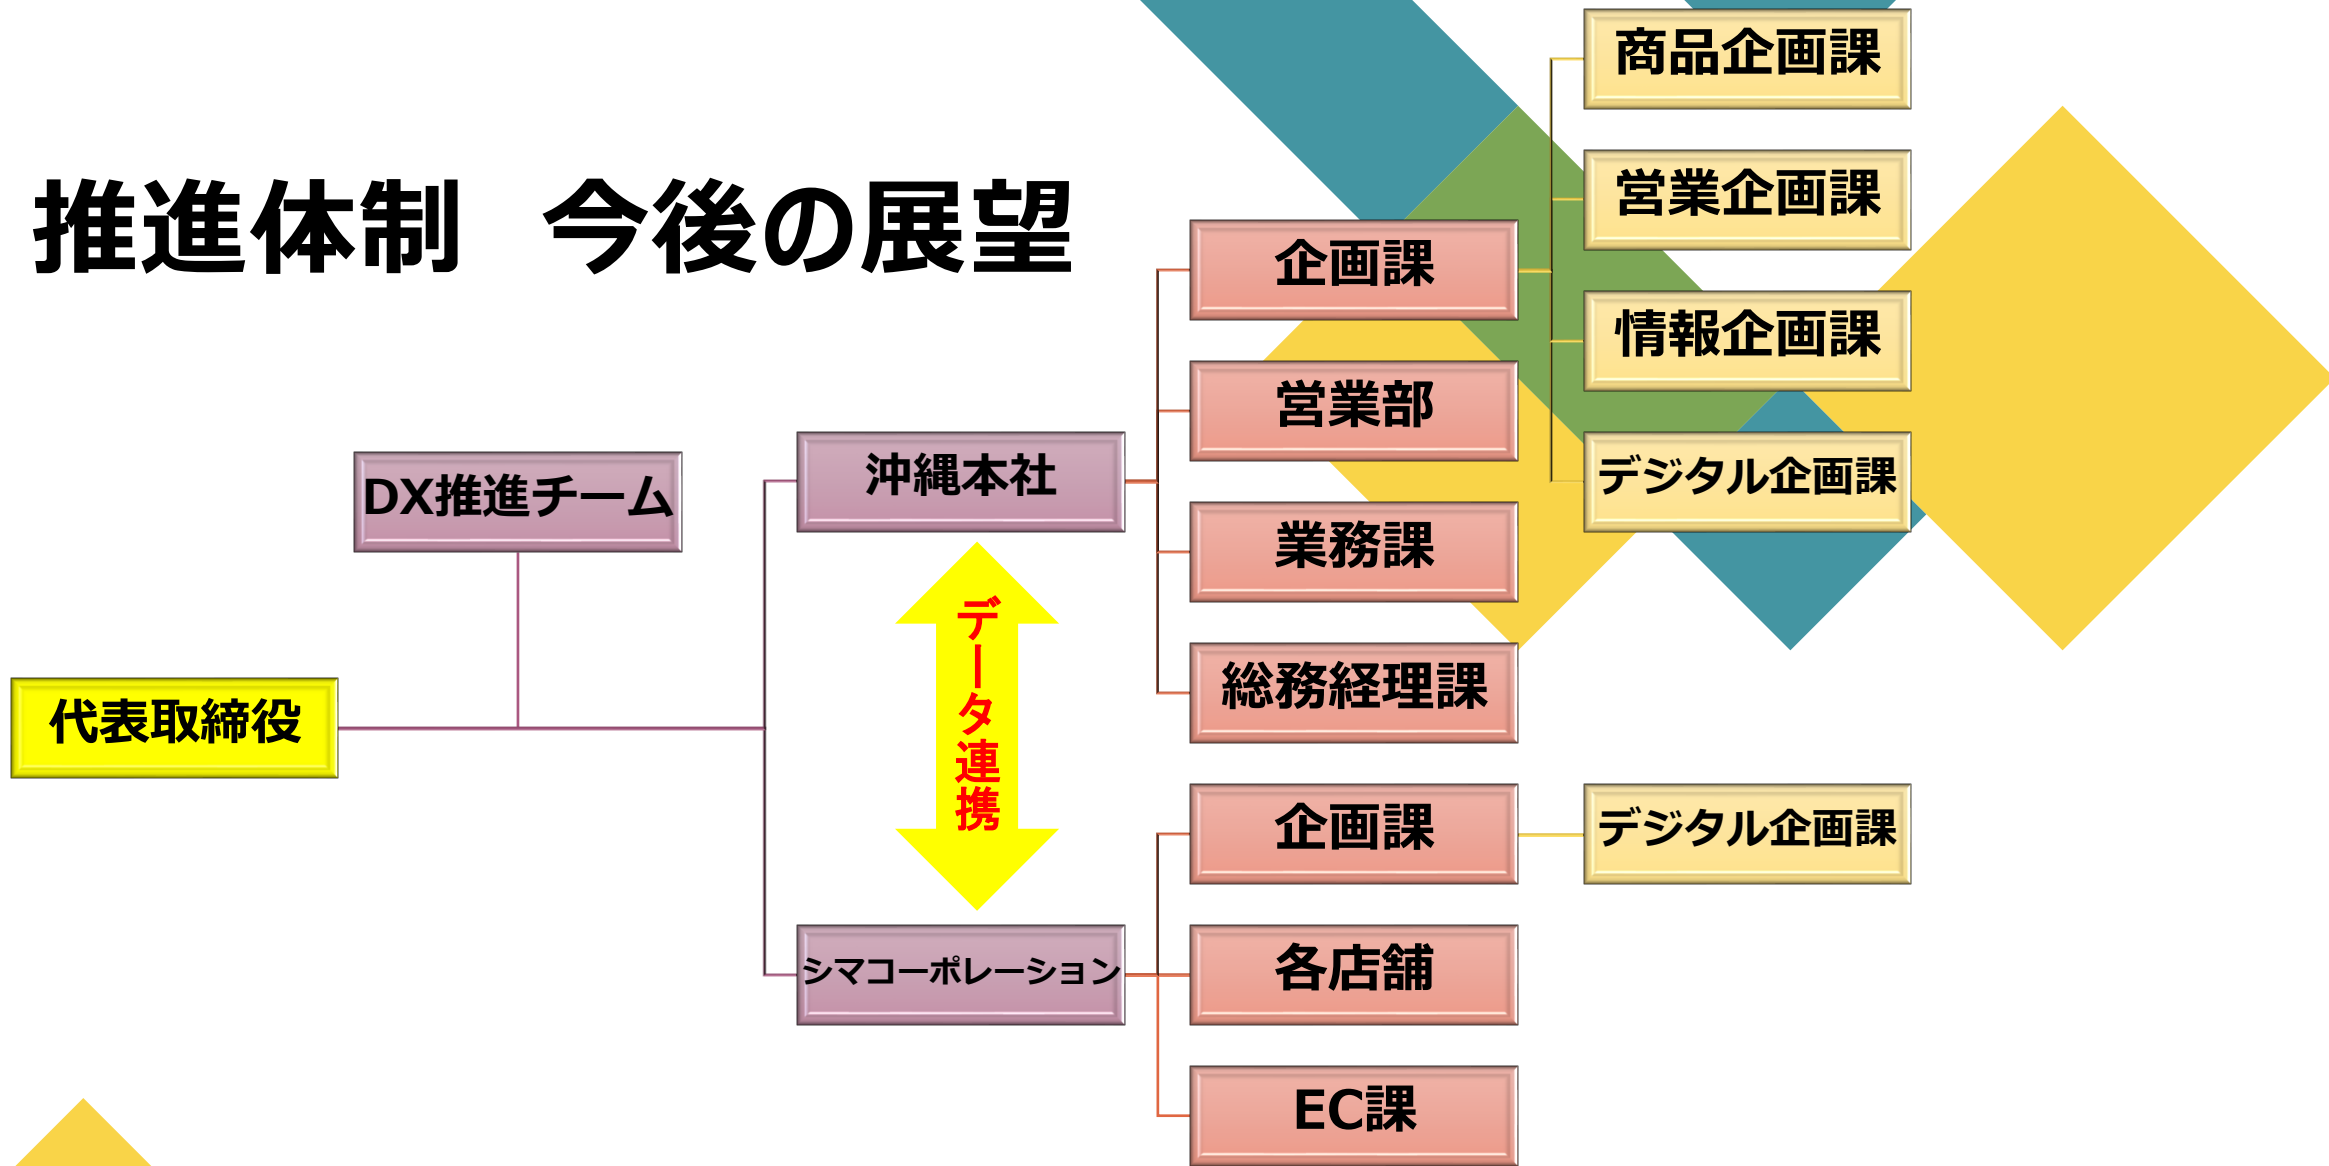 推進体制　今後の展望
代表取締役
DX推進チーム
沖縄本社
データ連携
シマコーポレーション
企画課
営業部
業務課
総務経理課
商品企画課
営業企画課
情報企画課
デジタル企画課
企画課
各店舗
EC課
デジタル企画課